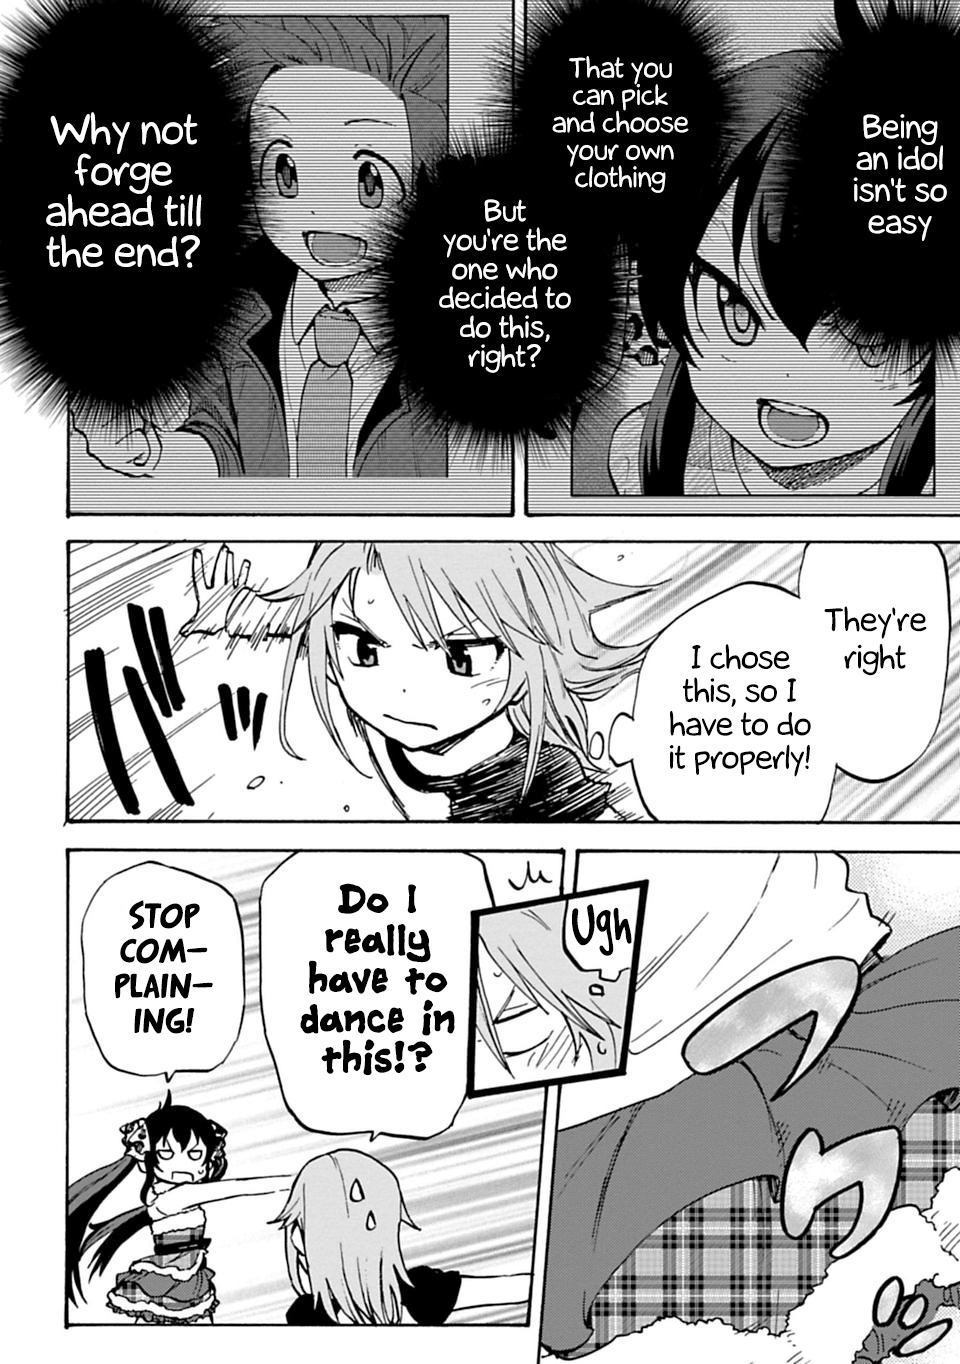 Being
an idol
isn't so
easy
That you
can pick
and choose
your own
clothing
But
you're the
one who
decided to
do this,
right?
Why not
forge
ahead till
the end?
They're
right
I chose
this, so I
have to do
it properly!
Ugh
Do I
really
have to
dance in
this!?
STOP
COM-
PLAIN-
ING!